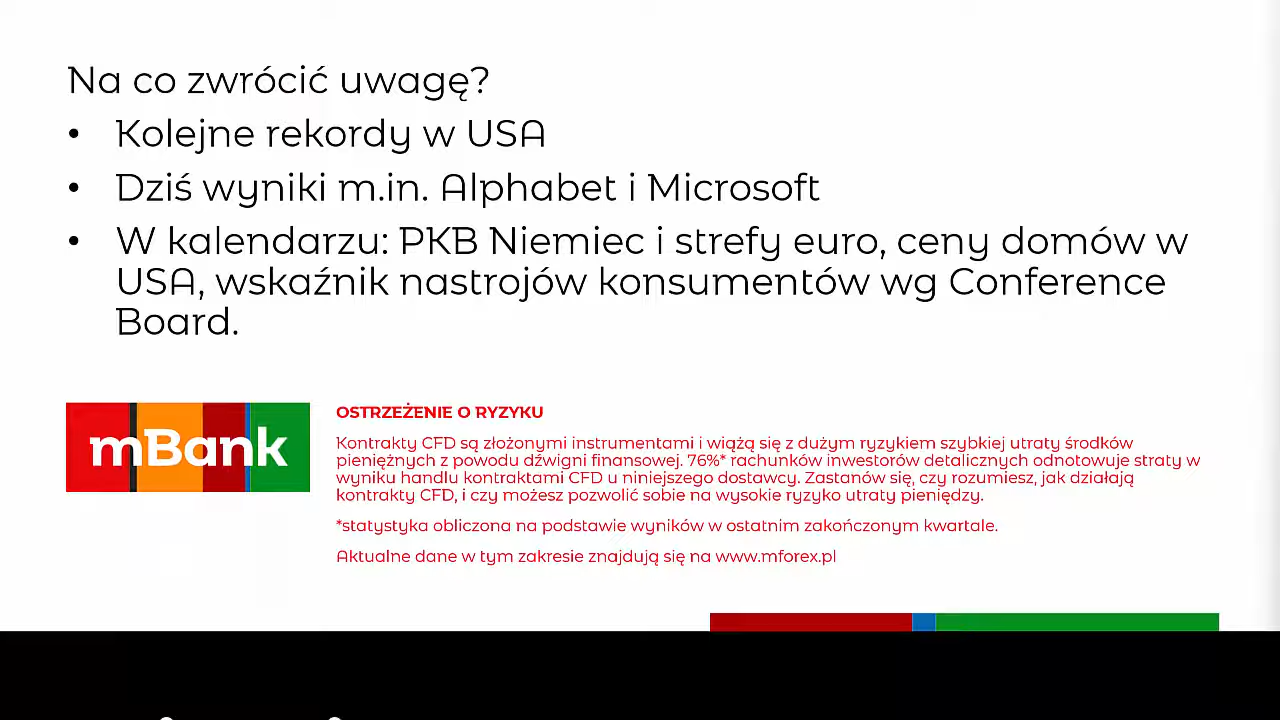 Na co zwrócić uwagę?
• Kolejne rekordy w USA
• Dziś wyniki m.in. Alphabet i Microsoft
• W kalendarzu: PKB Niemiec i strefy euro, ceny domów w
USA, wskaźnik nastrojów konsumentów wg Conference
Board.
mBank
OSTRZEŻENIE O RYZYKU
Kontrakty CFD są złożonymi instrumentami i wiążą się z dużym ryzykiem szybkiej utraty środków
pieniężnych z powodu dźwigni finansowej. 76%* rachunków inwestorów detalicznych odnotowuje straty w
wyniku handlu kontraktami CFD u niniejszego dostawcy. Zastanów się, czy rozumiesz, jak działają
kontrakty CFD, i czy możesz pozwolić sobie na wysokie ryzyko utraty pieniędzy.
*statystyka obliczona na podstawie wyników w ostatnim zakończonym kwartale.
Aktualne dane w tym zakresie znajdują się na www.mforex.pl